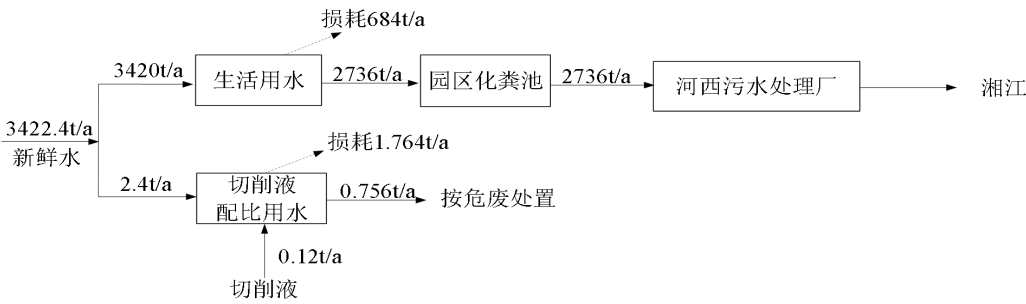 损耗684t/a
3420t/a
生活用水
2736t/a
园区化粪池
2736t/a
河西污水处理厂
湘江
3422.4t/a
新鲜水
损耗1.764t/a
2.4t/a
切削液
配比用水
0.756t/a
按危废处置
0.12t/a
切削液